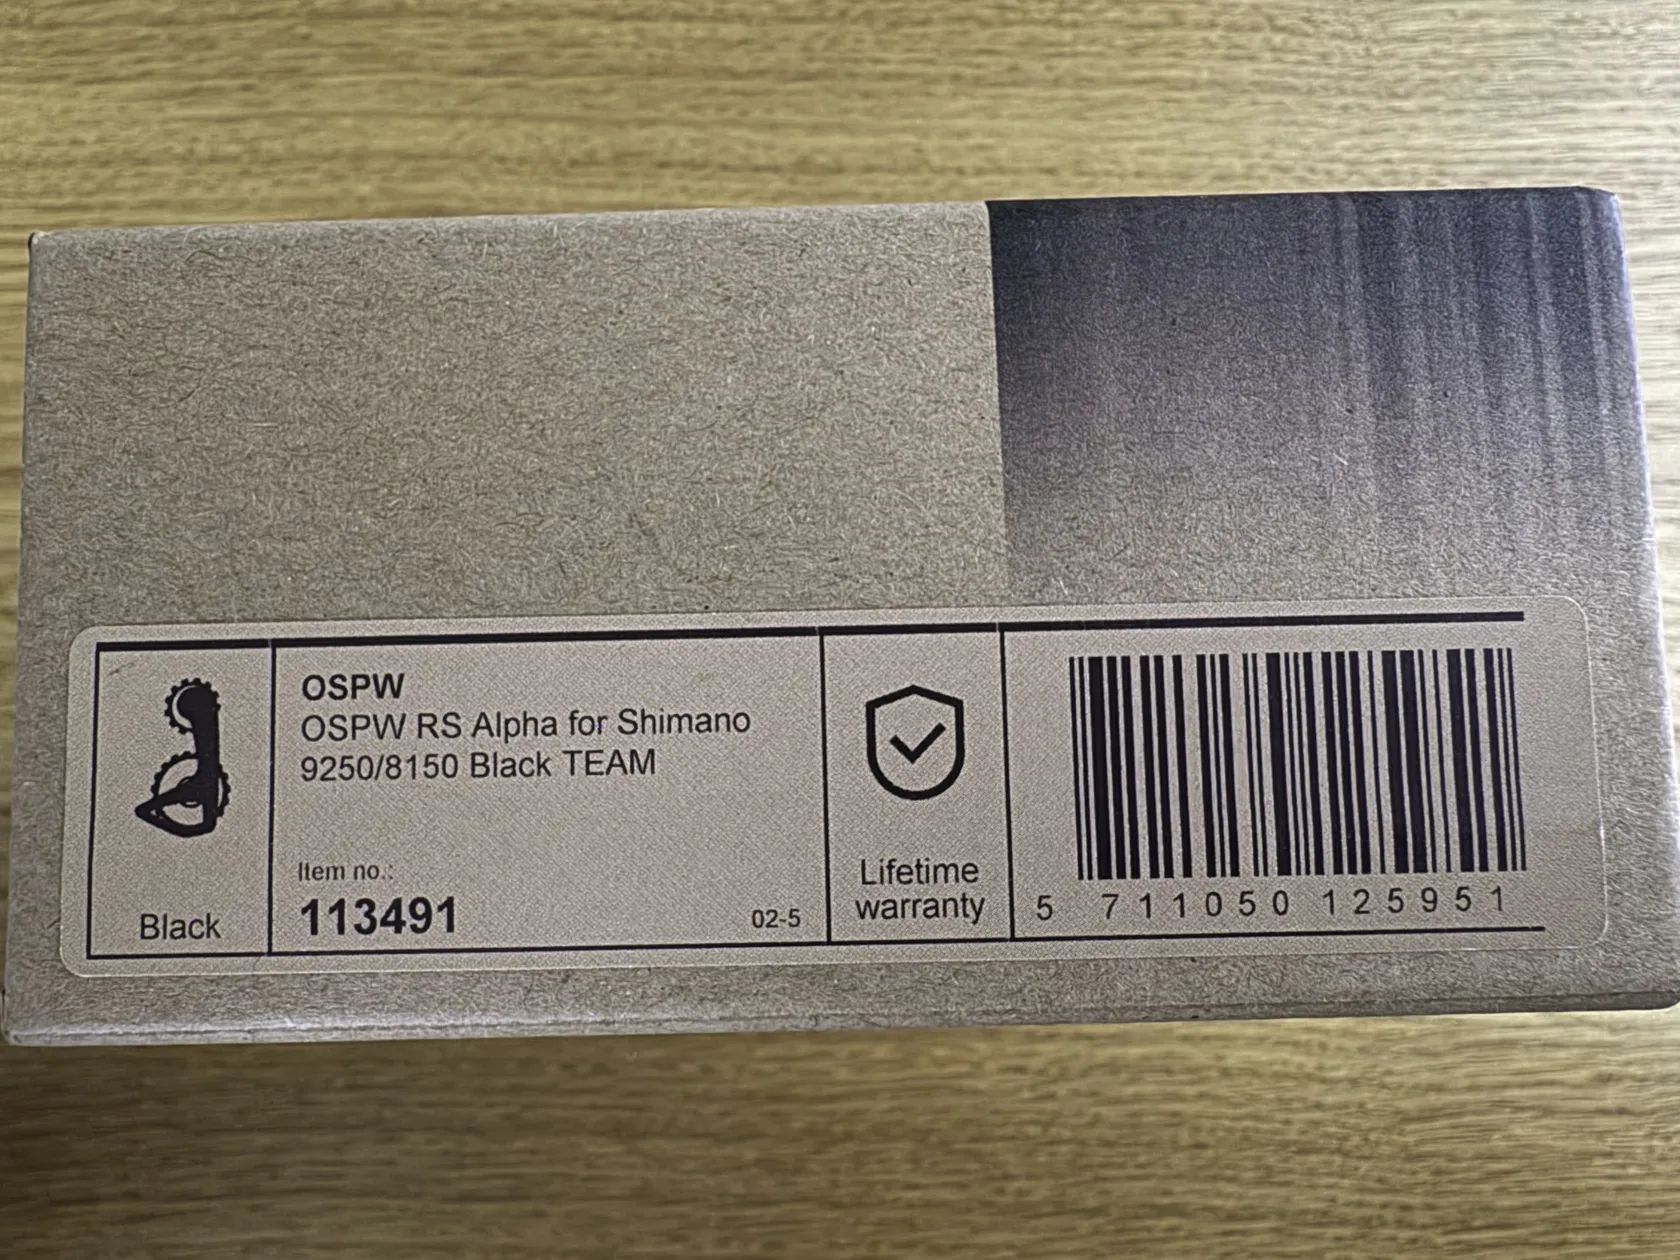 OSPW
OSPW RS Alpha for Shimano
9250/8150 Black TEAM
Item no.:
113491
02-5
Black
Lifetime
warranty
5 711050 125951